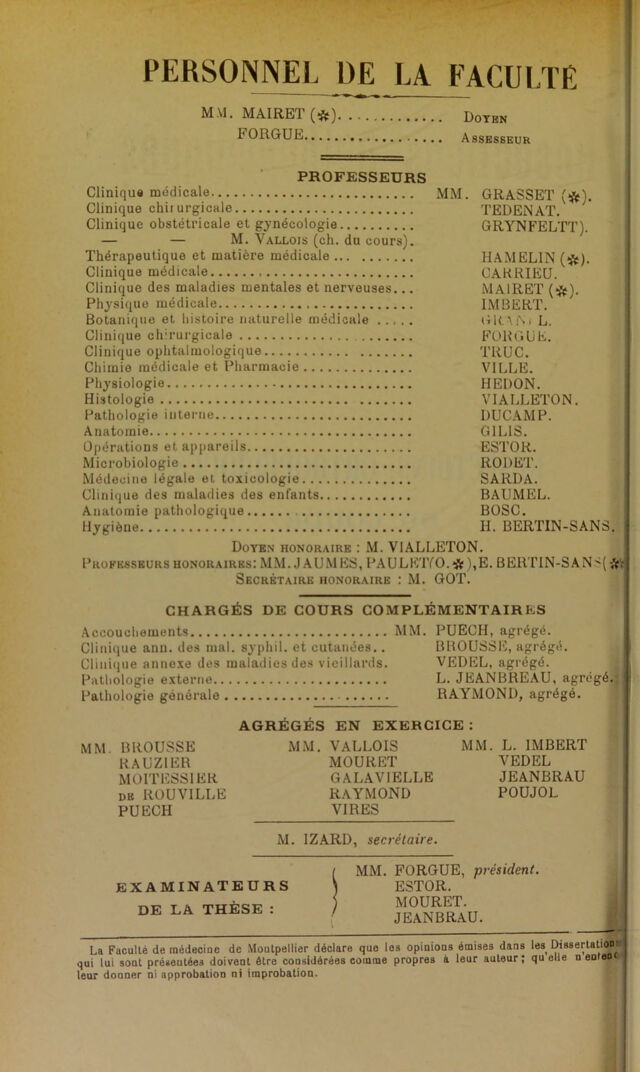 PERSONNEL DE LA FACULTÉ
MM. MAIRET (✲).............. DOYEN
FORGUE.................... ASSESSEUR
PROFESSEURS
Clinique médicale.............................. MM. GRASSET (✲).
Clinique chirurgicale.......................... TEDENAT.
Clinique obstétricale et gynécologie.......... GRYNFELTT).
— — M. VALLOIS (ch. du cours).
Thérapeutique et matière médicale............ HAMELIN (✲).
Clinique médicale.............................. CARRIEU.
Clinique des maladies mentales et nerveuses... MAIRET (✲).
Physique médicale............................ IMBERT.
Botanique et histoire naturelle médicale ..... L.
Clinique chirurgicale ........................ FORGUE.
Clinique ophtalmologique.................... TRUC.
Chimie médicale et Pharmacie................ VILLE.
Physiologie.................................. HEDON.
Histologie.................................. VIALLETON.
Pathologie interne............................ DUCAMP.
Anatomie.................................... GILIS.
Opérations et appareils...................... ESTOR.
Microbiologie................................ RODET.
Médecine légale et toxicologie................ SARDA.
Clinique des maladies des enfants............ BAUMEL.
Anatomie pathologique...................... BOSC.
Hygiène...................................... H. BERTIN-SANS.
DOYEN HONORAIRE : M. VIALLETON.
PROFESSEURS HONORAIRES: MM. JAUMES, PAULET(O.✲), E. BERTIN-SANS(✲)
SECRÉTAIRE HONORAIRE : M. GOT.
CHARGÉS DE COURS COMPLÉMENTAIRES
Accouchements............................ MM. PUECH, agrégé.
Clinique ann. des mal. syphil. et cutanées.. BROUSSE, agrégé.
Clinique annexe des maladies des vieillards. VEDEL, agrégé.
Pathologie externe........................ L. JEANBREAU, agrégé.
Pathologie générale ...................... RAYMOND, agrégé.
AGRÉGÉS EN EXERCICE :
MM. BROUSSE MM. VALLOIS MM. L. IMBERT
RAUZIER MOURET VEDEL
MOITESSIER GALAVIELLE JEANBRAU
DE ROUVILLE RAYMOND POUJOL
PUECH VIRES
M. IZARD, secrétaire.
EXAMINATEURS
DE LA THÈSE :
MM. FORGUE, président.
ESTOR.
MOURET.
JEANBRAU.
La Faculté de médecine de Montpellier déclare que les opinions émises dans les Dissertations
qui lui sont présentées doivent être considérées comme propres à leur auteur; qu'elle n'entend
leur donner ni approbation ni improbation.